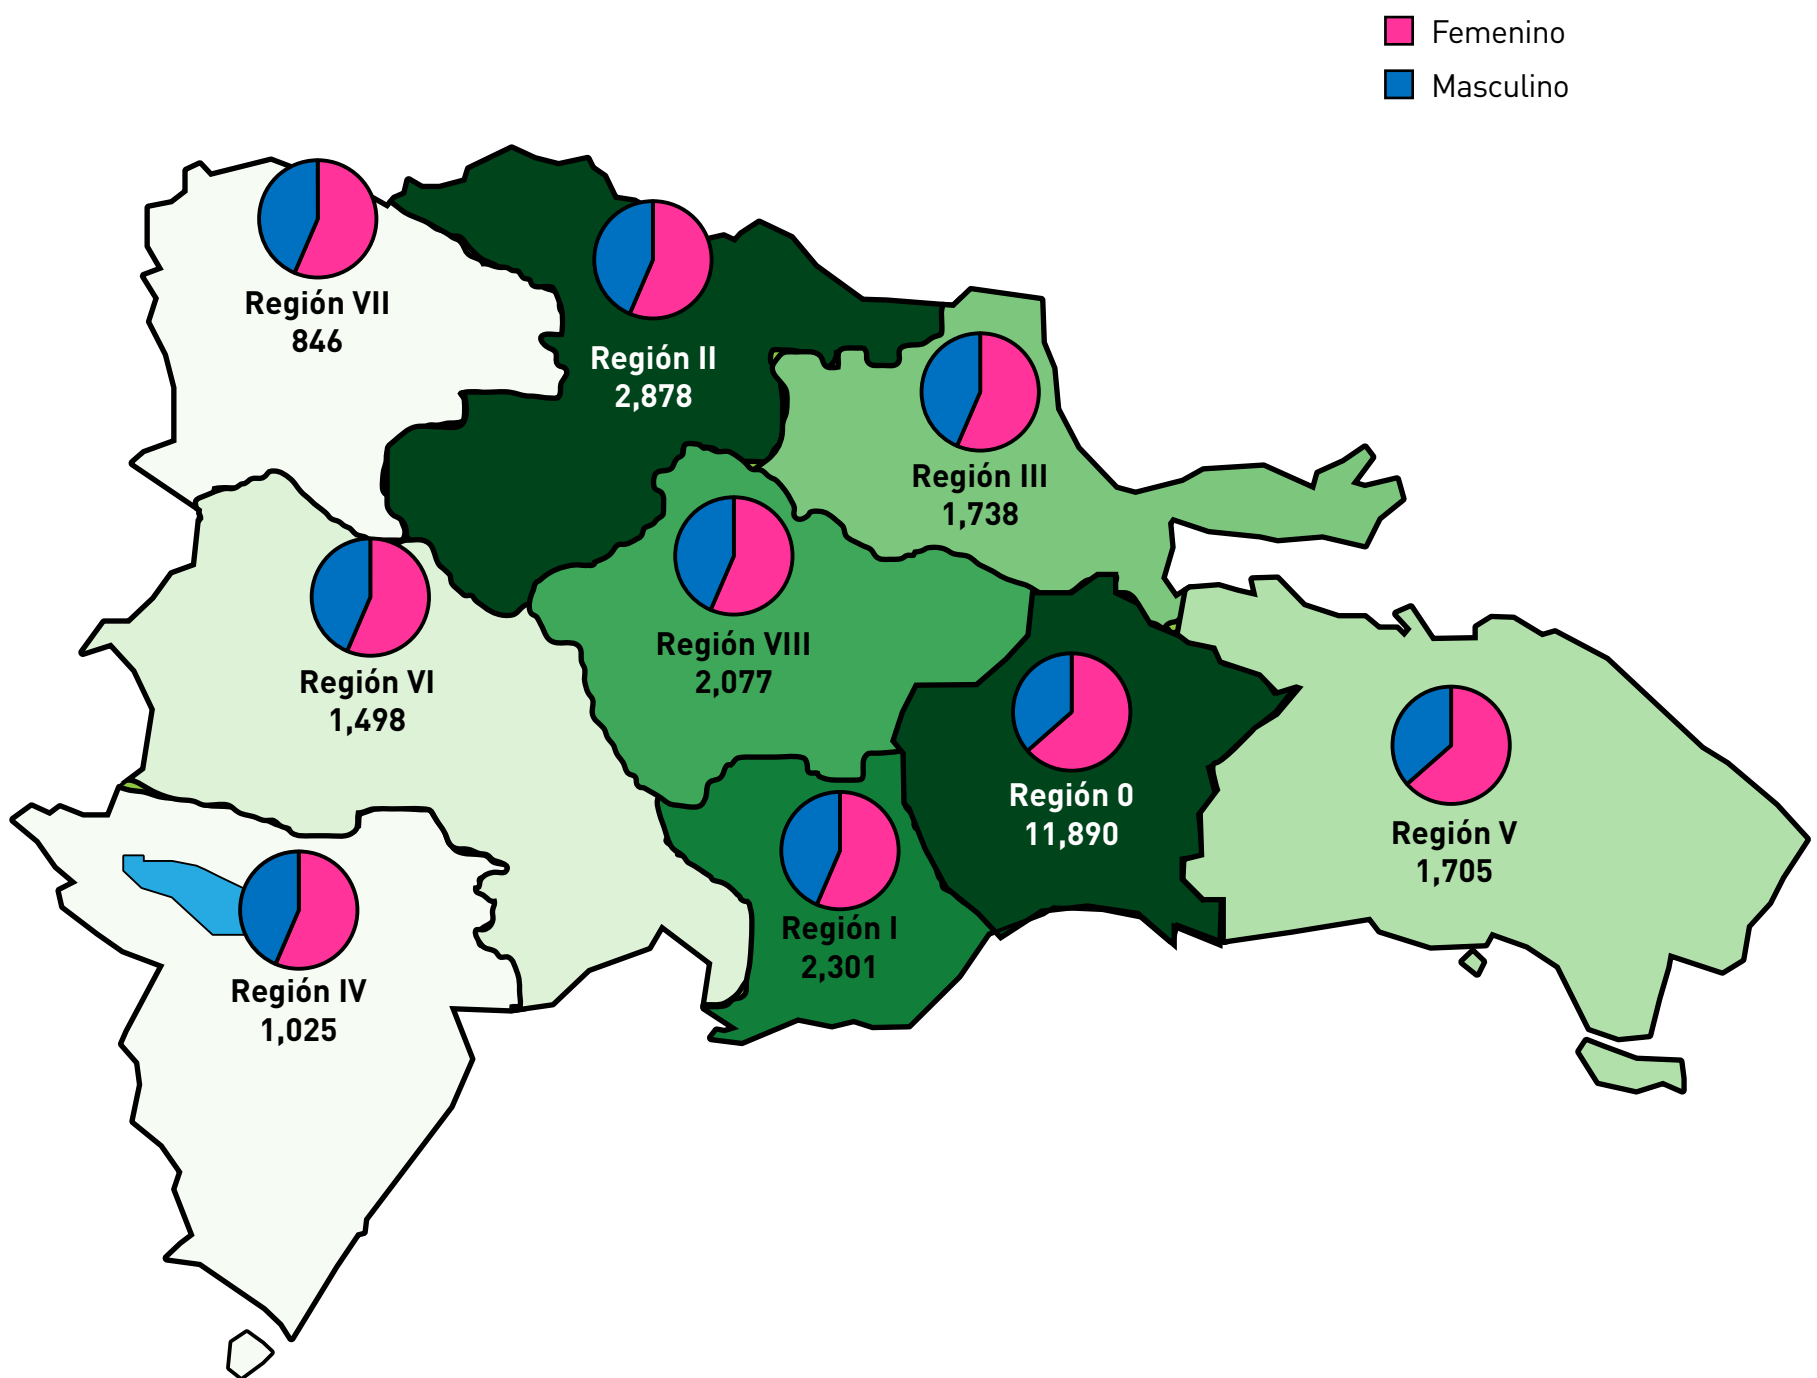 Femenino
Masculino
Región VII
846
Región II
2,878
Región III
1,738
Región VIII
2,077
Región VI
1,498
Región 0
11,890
Región V
1,705
Región I
2,301
Región IV
1,025